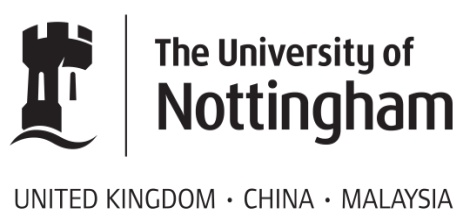 The University of
Nottingham
UNITED KINGDOM · CHINA · MALAYSIA